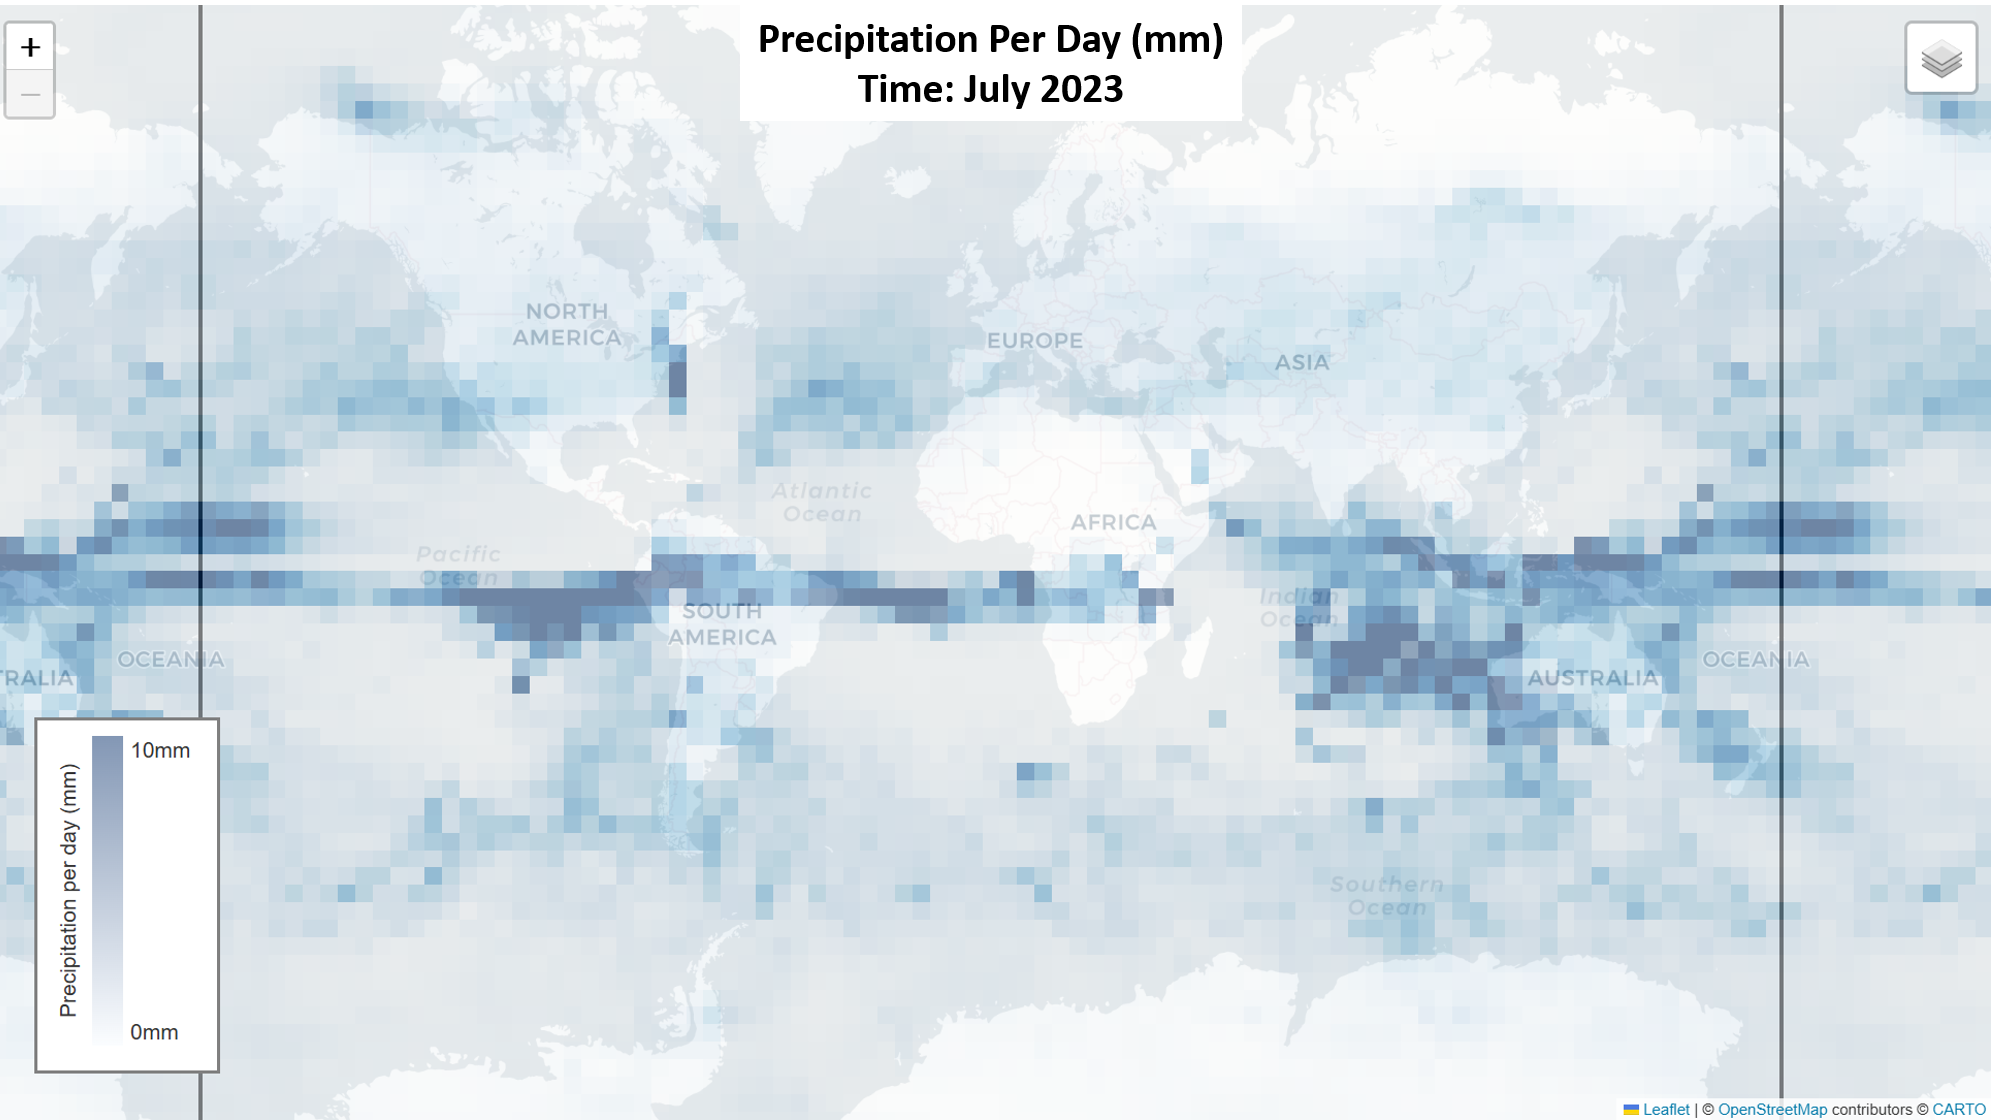 Precipitation Per Day (mm)
Time: July 2023
+
−
NORTH
AMERICA
EUROPE
ASIA
Atlantic
Ocean
AFRICA
Pacific
Ocean
SOUTH
AMERICA
Indian
Ocean
OCEANIA
TRALIA
AUSTRALIA
OCEANIA
Southern
Ocean
10mm
Precipitation per day (mm)
0mm
Leaflet | © OpenStreetMap contributors © CARTO